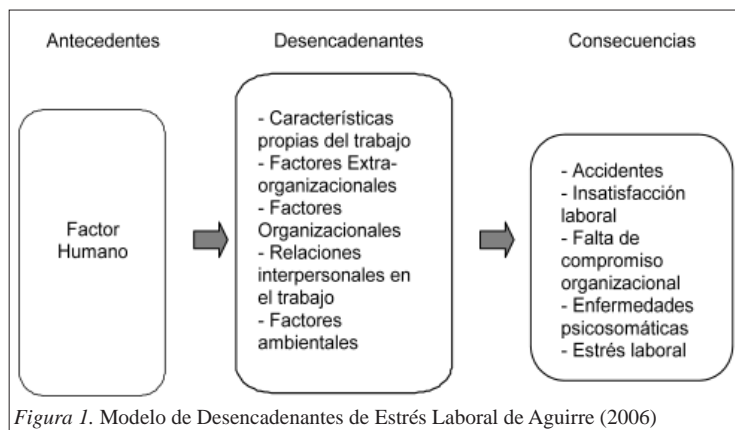 Antecedentes
Desencadenantes
Consecuencias
Factor
Humano
- Características
propias del trabajo
- Factores Extra-
organizacionales
- Factores
Organizacionales
- Relaciones
interpersonales en
el trabajo
- Factores
ambientales
- Accidentes
- Insatisfacción
laboral
- Falta de
compromiso
organizacional
- Enfermedades
psicosomáticas
- Estrés laboral
Figura 1. Modelo de Desencadenantes de Estrés Laboral de Aguirre (2006)